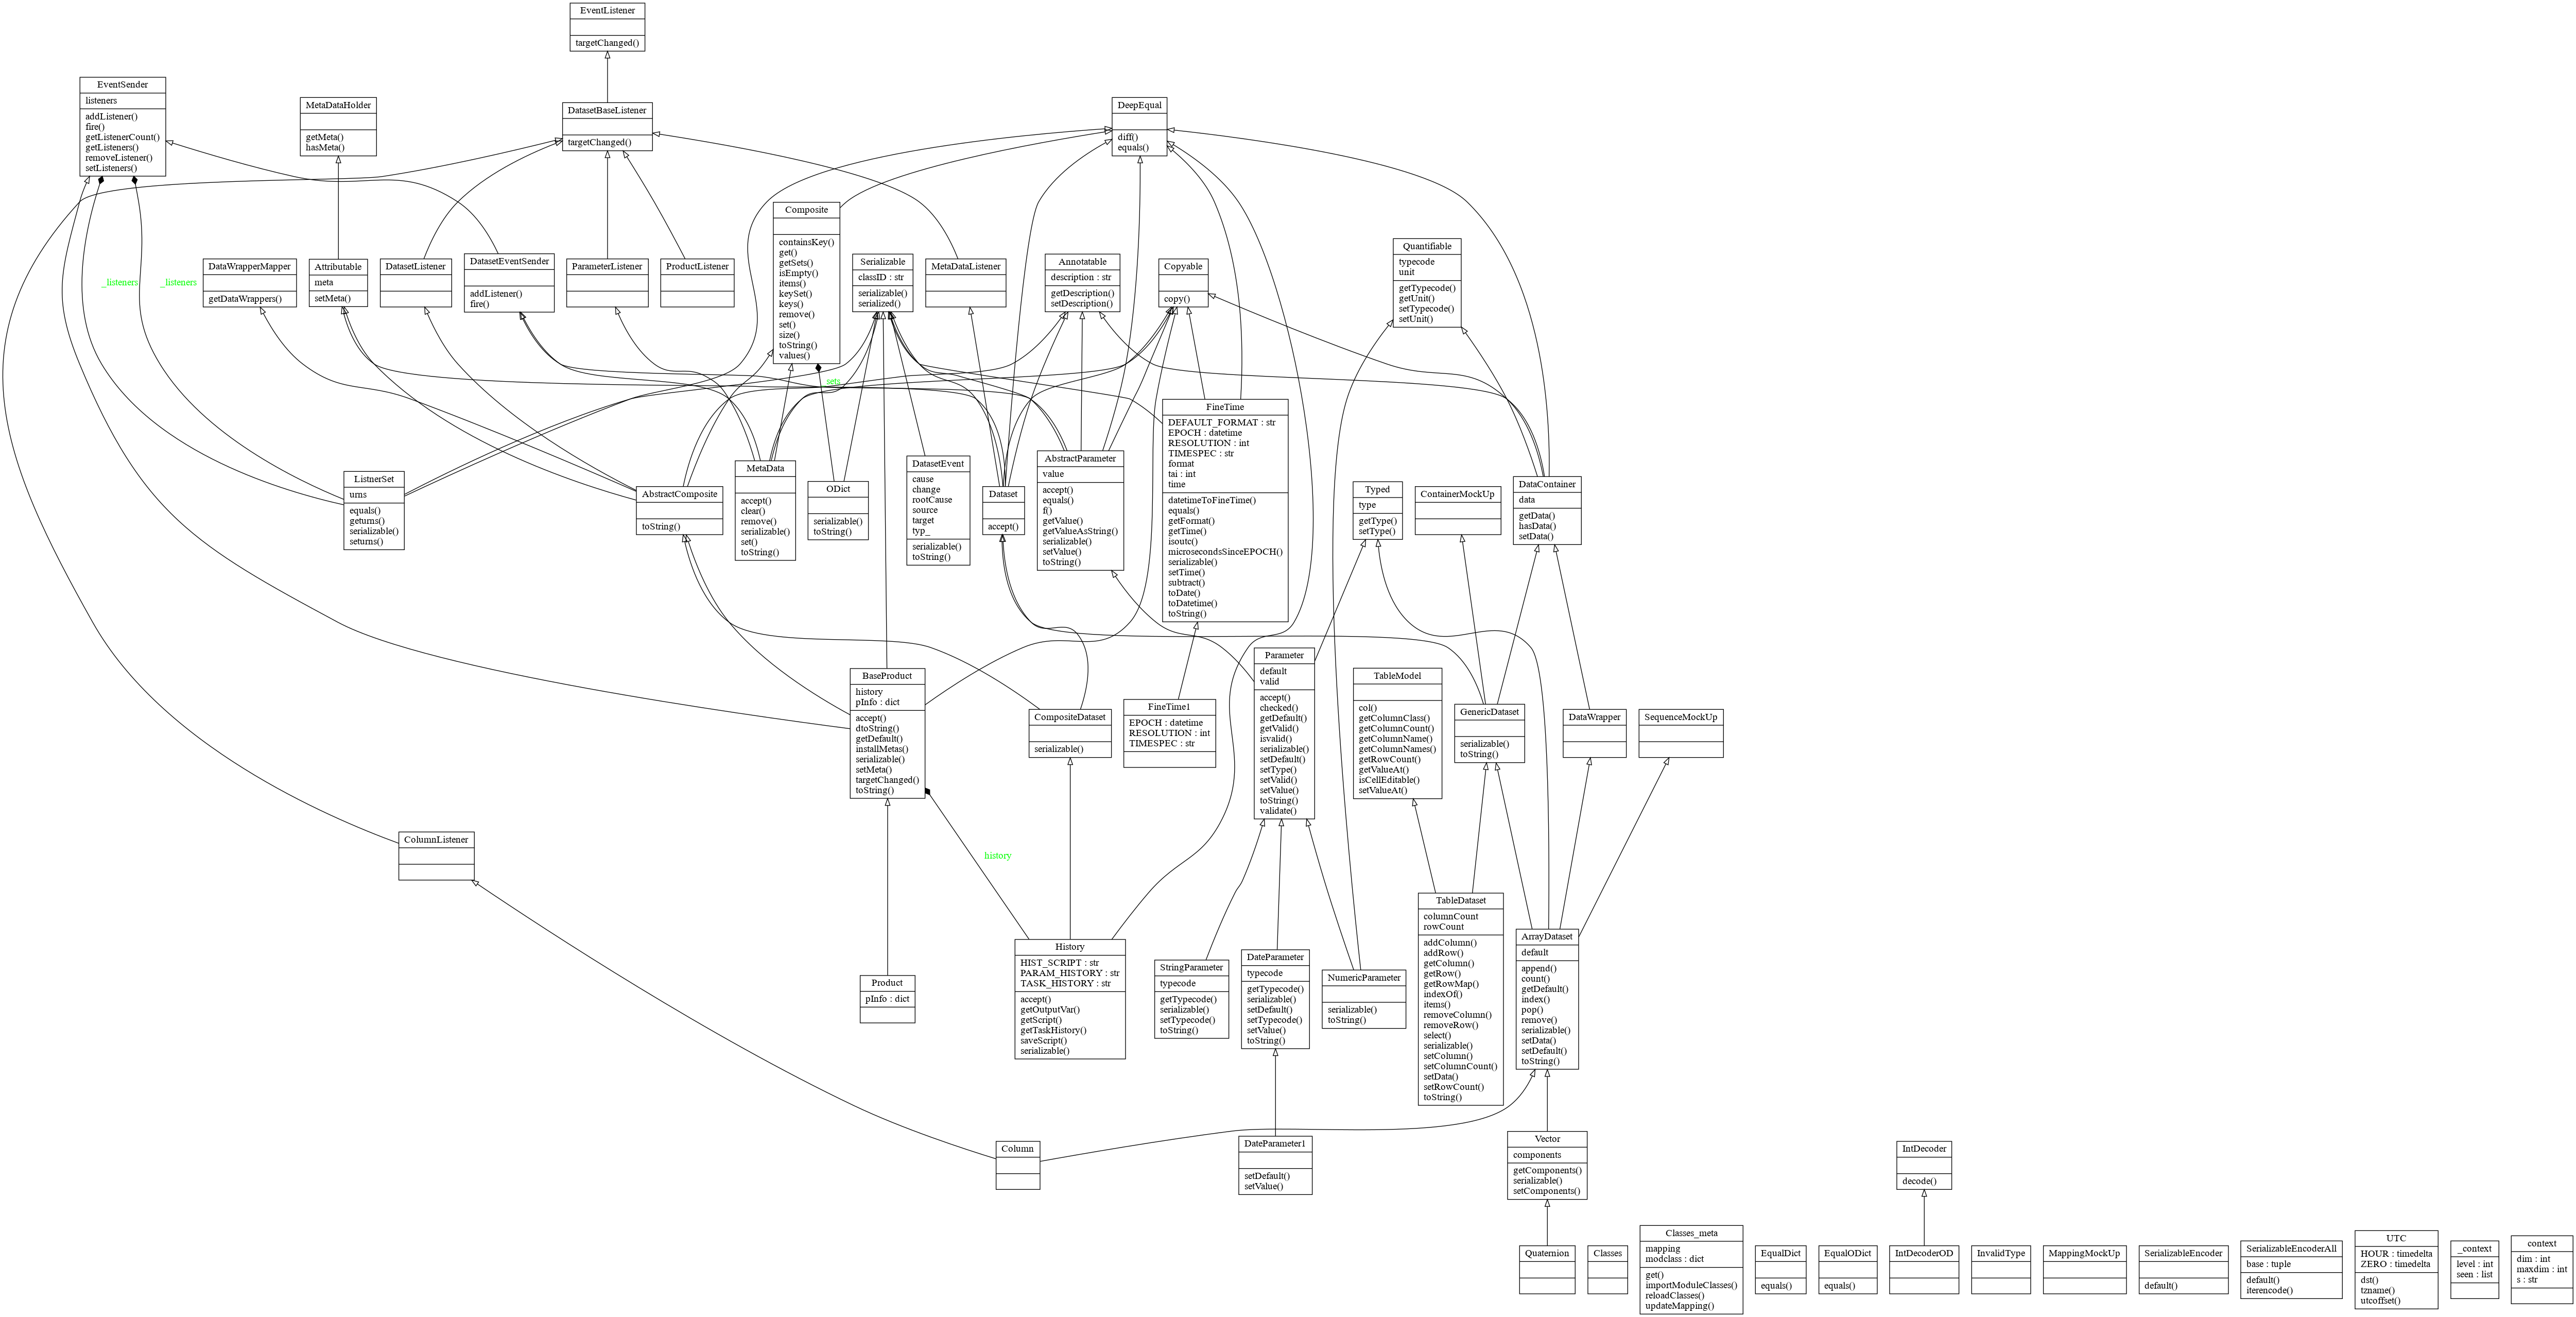 EventListener
targetChanged()
EventSender
listeners
addListener()
fire()
getListenerCount()
getListeners()
removeListener()
setListeners()
MetaDataHolder
getMeta()
hasMeta()
DatasetBaseListener
targetChanged()
DeepEqual
diff()
equals()
Composite
containsKey()
get()
getSets()
isEmpty()
items()
keySet()
keys()
remove()
set()
size()
toString()
values()
_listeners
_listeners
DataWrapperMapper
getDataWrappers()
Attributable
meta
setMeta()
DatasetListener
DatasetEventSender
addListener()
fire()
ParameterListener
ProductListener
Serializable
classID : str
serializable()
serialized()
MetaDataListener
Annotatable
description : str
getDescription()
setDescription()
Copyable
copy()
Quantifiable
typecode
unit
getTypecode()
getUnit()
setTypecode()
setUnit()
_sets
FineTime
DEFAULT_FORMAT : str
EPOCH : datetime
RESOLUTION : int
TIMESPEC : str
format
tai : int
time
datetimeToFineTime()
equals()
getFormat()
getTime()
isoutc()
microsecondsSinceEPOCH()
serializable()
setTime()
subtract()
toDate()
toDatetime()
toString()
ListnerSet
urns
equals()
geturns()
serializable()
seturns()
AbstractComposite
toString()
MetaData
accept()
clear()
remove()
serializable()
set()
toString()
ODict
serializable()
toString()
DatasetEvent
cause
change
rootCause
source
target
typ_
serializable()
toString()
Dataset
accept()
AbstractParameter
value
accept()
equals()
f()
getValue()
getValueAsString()
serializable()
setValue()
toString()
Typed
type
getType()
setType()
ContainerMockUp
DataContainer
data
getData()
hasData()
setData()
BaseProduct
history
pInfo : dict
accept()
dtoString()
getDefault()
installMetas()
serializable()
setMeta()
targetChanged()
toString()
CompositeDataset
serializable()
FineTime1
EPOCH : datetime
RESOLUTION : int
TIMESPEC : str
Parameter
default
valid
accept()
checked()
getDefault()
getValid()
isvalid()
serializable()
setDefault()
setType()
setValid()
setValue()
toString()
validate()
TableModel
col()
getColumnClass()
getColumnCount()
getColumnName()
getColumnNames()
getRowCount()
getValueAt()
isCellEditable()
setValueAt()
GenericDataset
serializable()
toString()
DataWrapper
SequenceMockUp
ColumnListener
history
Product
pInfo : dict
History
HIST_SCRIPT : str
PARAM_HISTORY : str
TASK_HISTORY : str
accept()
getOutputVar()
getScript()
getTaskHistory()
saveScript()
serializable()
StringParameter
typecode
getTypecode()
serializable()
setTypecode()
toString()
DateParameter
typecode
getTypecode()
serializable()
setDefault()
setTypecode()
setValue()
toString()
NumericParameter
serializable()
toString()
TableDataset
columnCount
rowCount
addColumn()
addRow()
getColumn()
getRow()
getRowMap()
indexOf()
items()
removeColumn()
removeRow()
select()
serializable()
setColumn()
setColumnCount()
setData()
setRowCount()
toString()
ArrayDataset
default
append()
count()
getDefault()
index()
pop()
remove()
serializable()
setData()
setDefault()
toString()
Column
DateParameter1
setDefault()
setValue()
Vector
components
getComponents()
serializable()
setComponents()
IntDecoder
decode()
Quaternion
Classes
Classes_meta
mapping
modclass : dict
get()
importModuleClasses()
reloadClasses()
updateMapping()
EqualDict
equals()
EqualODict
equals()
IntDecoderOD
InvalidType
MappingMockUp
SerializableEncoder
default()
SerializableEncoderAll
base : tuple
default()
iterencode()
UTC
HOUR : timedelta
ZERO : timedelta
dst()
tzname()
utcoffset()
_context
level : int
seen : list
context
dim : int
maxdim : int
s : str